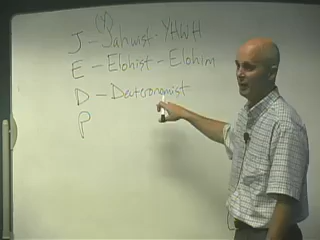 (Y)
J - Jahwist - YHWH
E - Elohist - Elohim
D - Deuteronomist
P